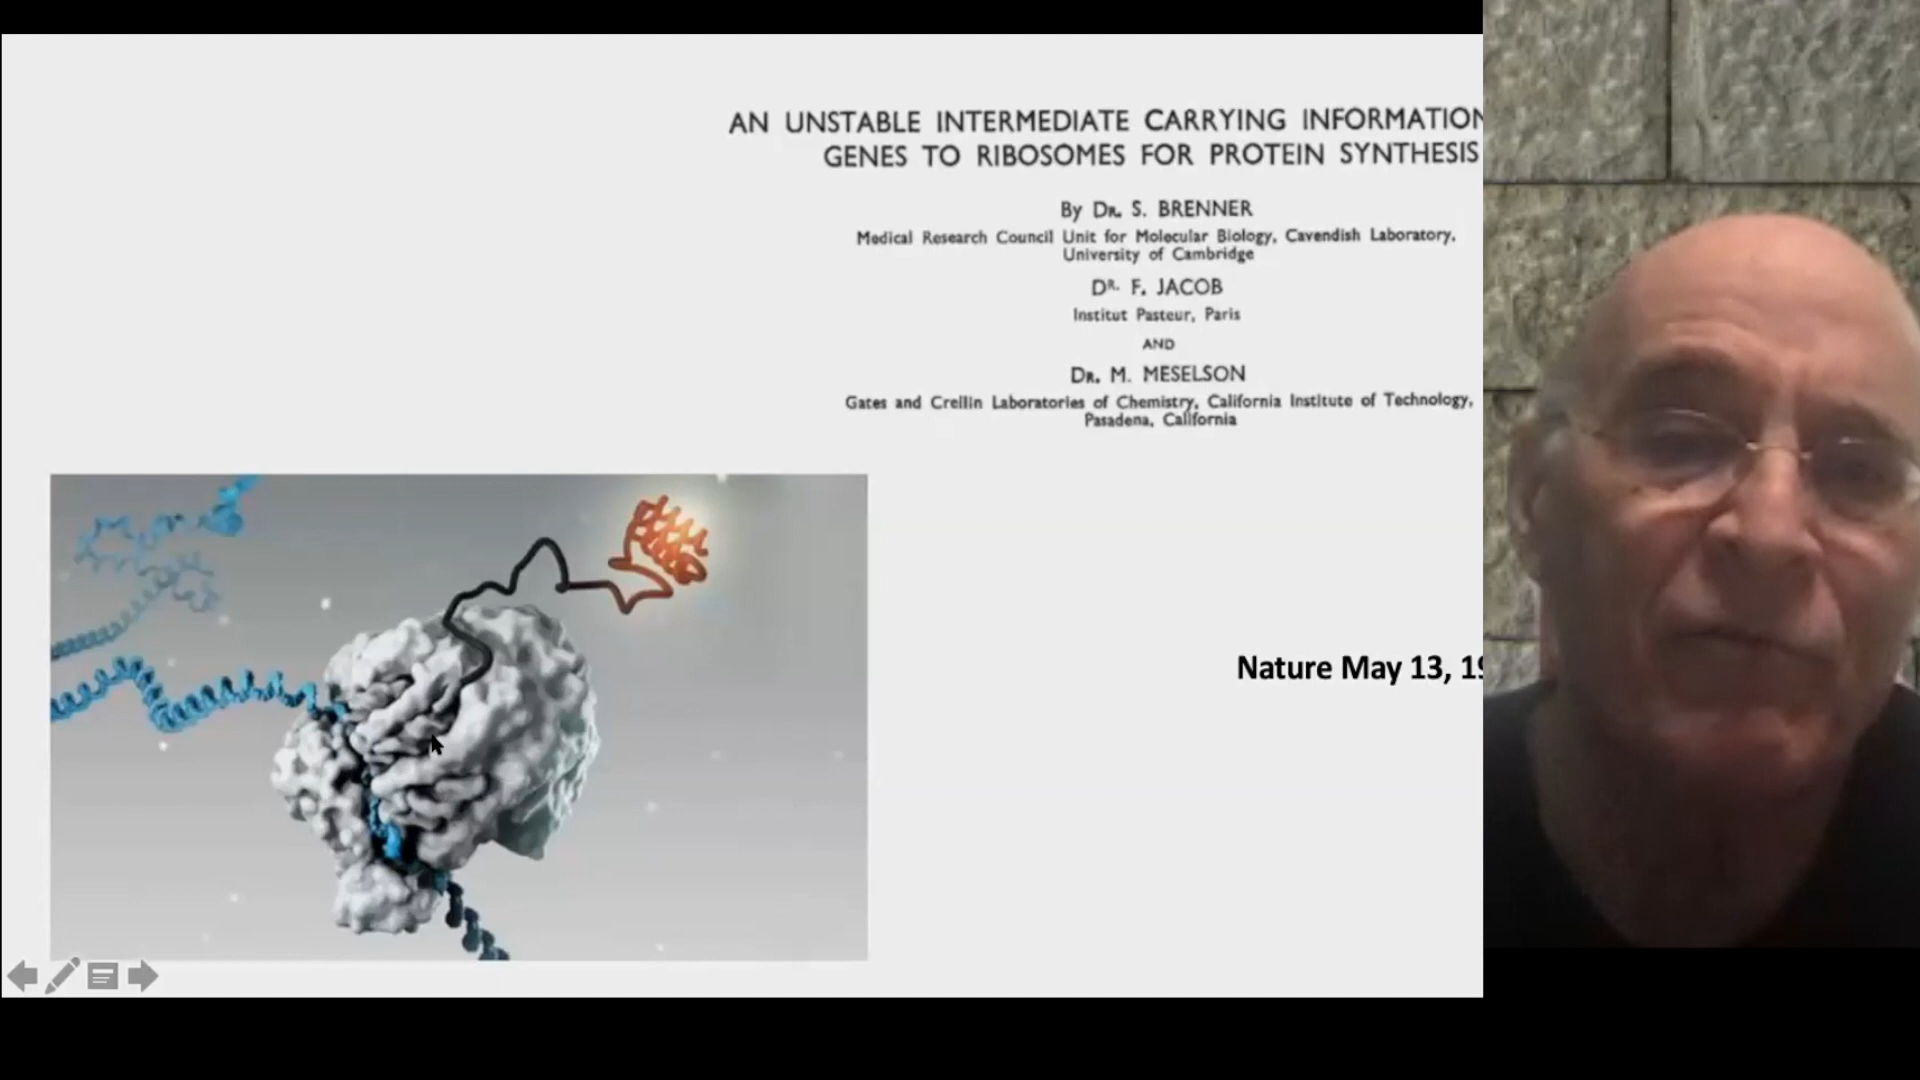 AN UNSTABLE INTERMEDIATE CARRYING INFORMATION
GENES TO RIBOSOMES FOR PROTEIN SYNTHESIS
By Dr. S. BRENNER
Medical Research Council Unit for Molecular Biology, Cavendish Laboratory,
University of Cambridge
DR. F. JACOB
Institut Pasteur, Paris
AND
DR. M. MESELSON
Gates and Crellin Laboratories of Chemistry, California Institute of Technology,
Pasadena, California
Nature May 13, 19